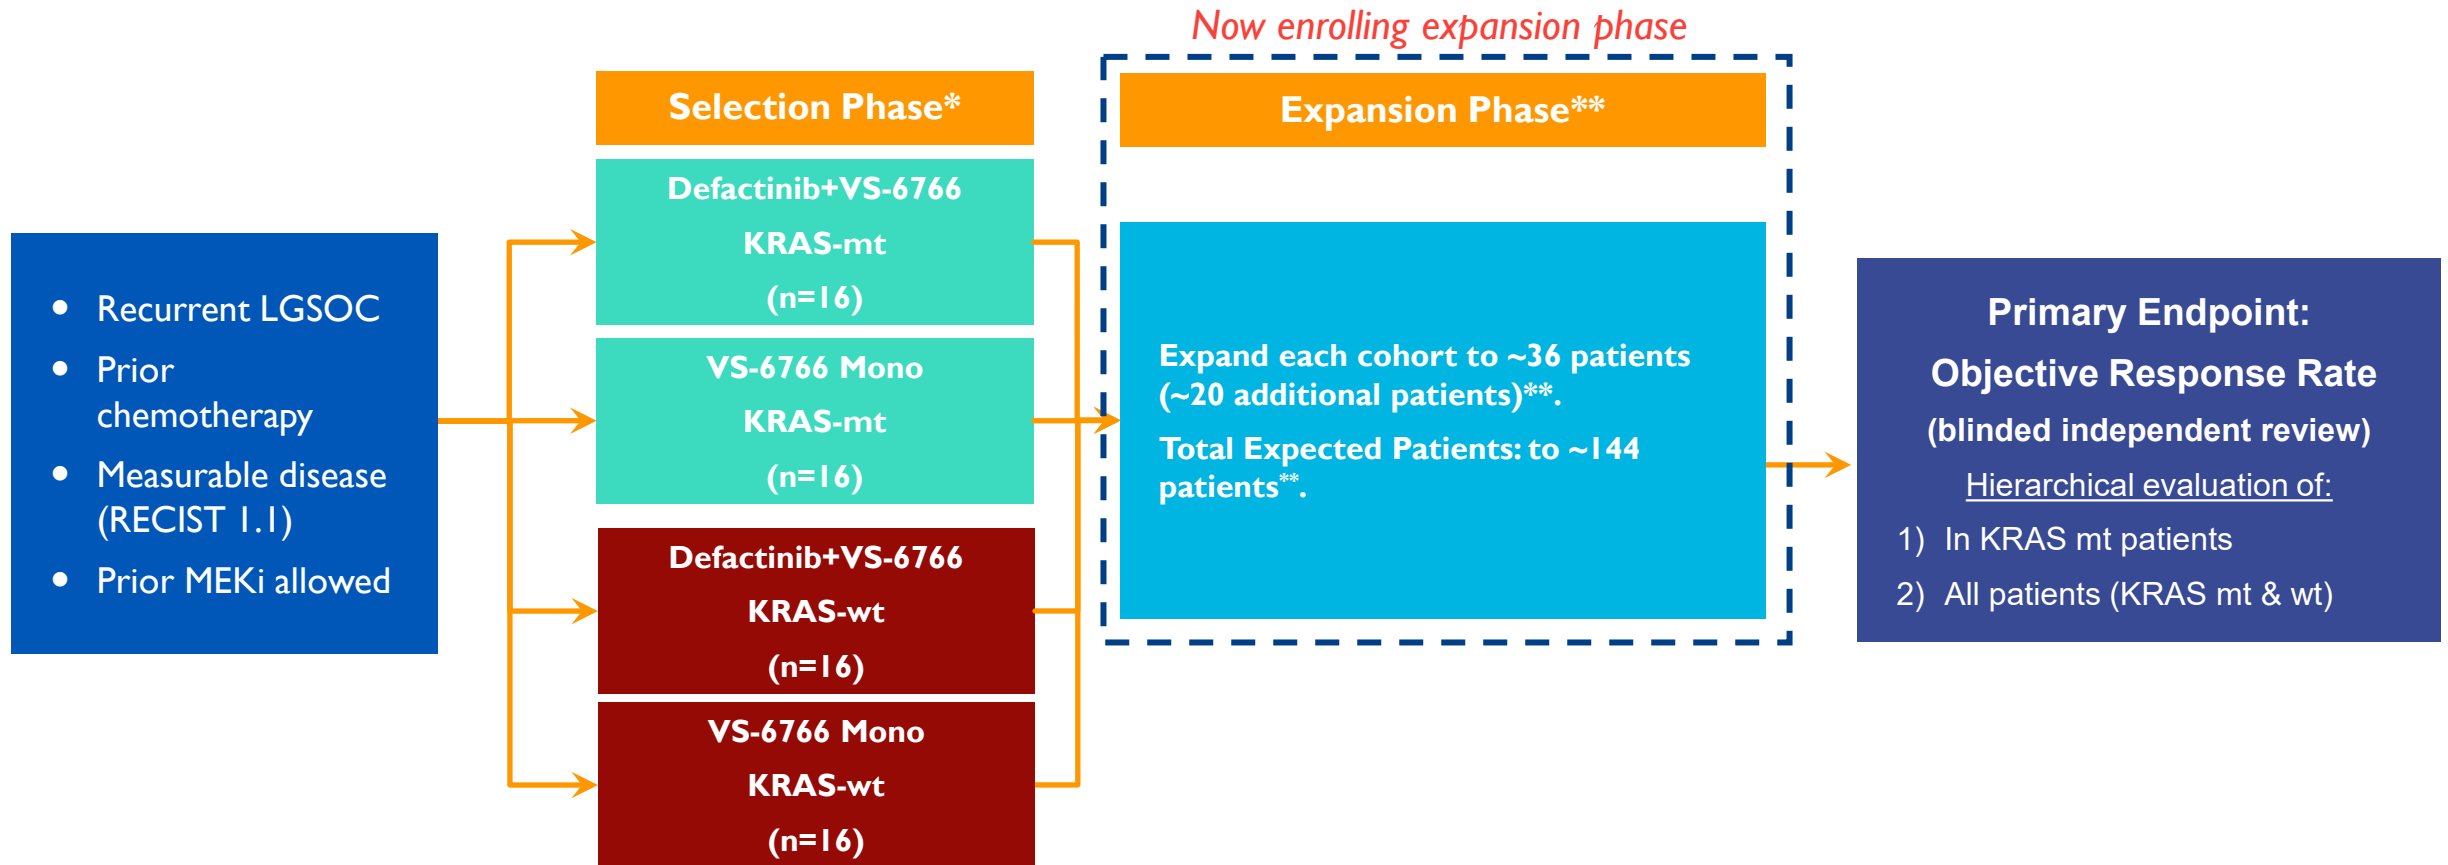 Now enrolling expansion phase
Selection Phase*
Expansion Phase**
• Recurrent LGSOC
• Prior
chemotherapy
• Measurable disease
(RECIST 1.1)
• Prior MEKi allowed
Defactinib+VS-6766
KRAS-mt
(n=16)
VS-6766 Mono
KRAS-mt
(n=16)
Defactinib+VS-6766
KRAS-wt
(n=16)
VS-6766 Mono
KRAS-wt
(n=16)
Expand each cohort to ~36 patients
(~20 additional patients)**.
Total Expected Patients: to ~144
patients**.
Primary Endpoint:
Objective Response Rate
(blinded independent review)
Hierarchical evaluation of:
1) In KRAS mt patients
2) All patients (KRAS mt & wt)